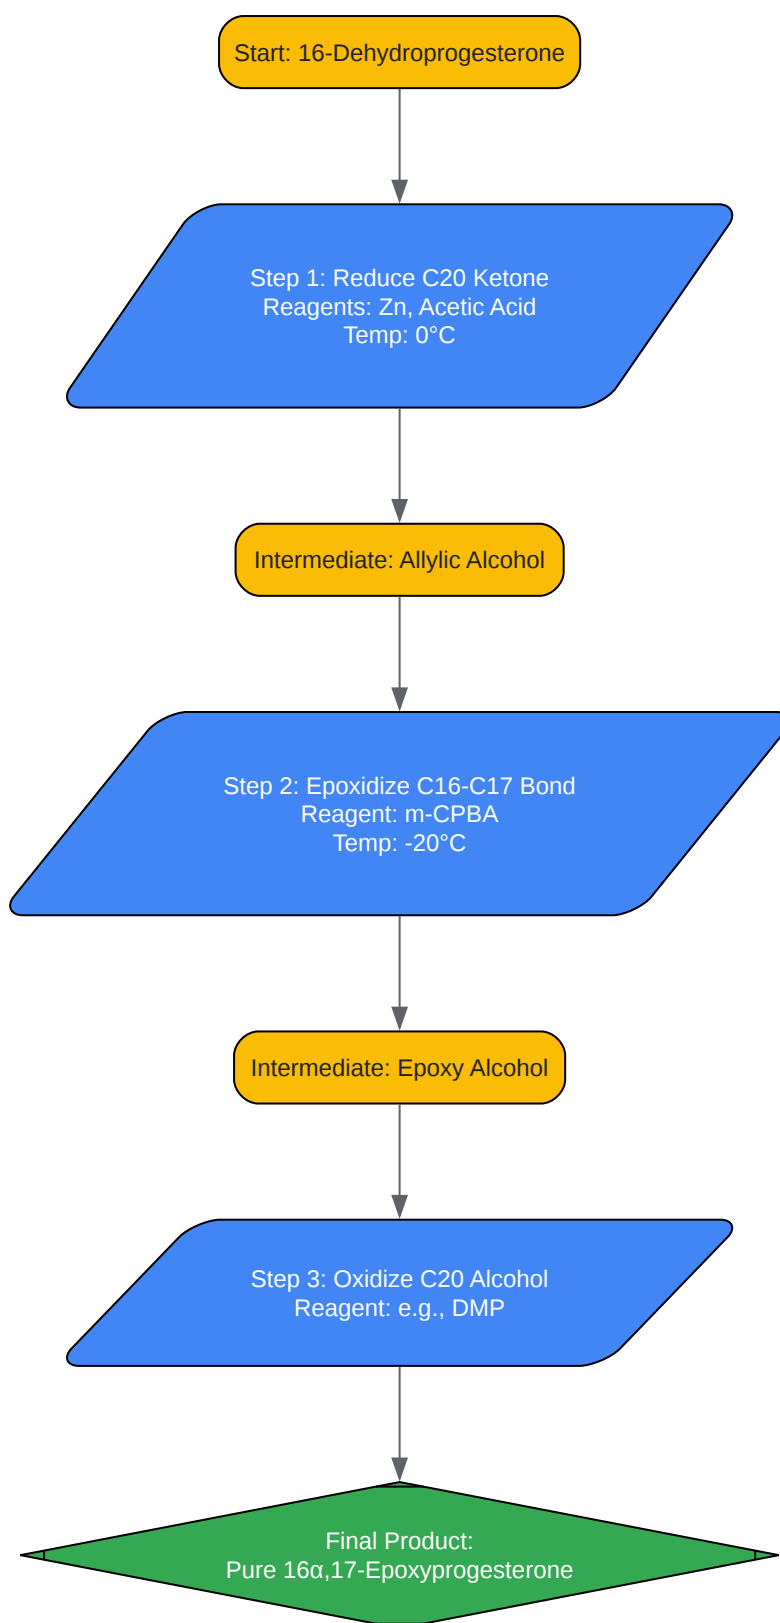 Start: 16-Dehydroprogesterone
Step 1: Reduce C20 Ketone
Reagents: Zn, Acetic Acid
Temp: 0°C
Intermediate: Allylic Alcohol
Step 2: Epoxidize C16-C17 Bond
Reagent: m-CPBA
Temp: -20°C
Intermediate: Epoxy Alcohol
Step 3: Oxidize C20 Alcohol
Reagent: e.g., DMP
Final Product:
Pure 16α,17-Epoxyprogesterone